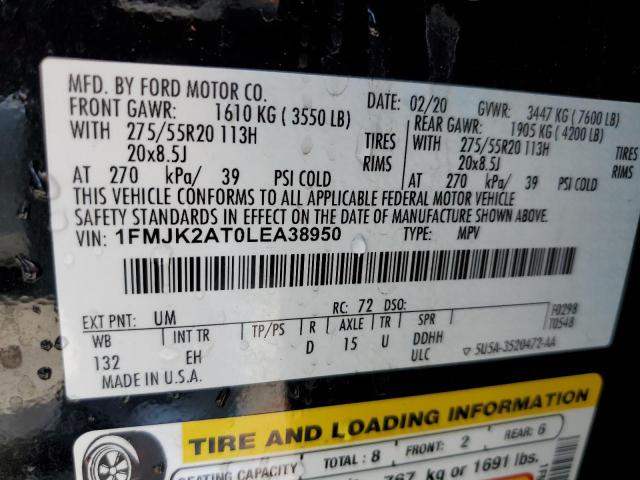 MFD. BY FORD MOTOR CO.
DATE: 02/20 GVWR: 3447 KG ( 7600 LB)
FRONT GAWR: 1610 KG ( 3550 LB) REAR GAWR: 1905 KG ( 4200 LB)
WITH 275/55R20 113H TIRES WITH 275/55R20 113H TIRES
20x8.5J RIMS 20x8.5J RIMS
AT 270 kPa/ 39 PSI COLD AT 270 kPa/ 39 PSI COLD
THIS VEHICLE CONFORMS TO ALL APPLICABLE FEDERAL MOTOR VEHICLE
SAFETY STANDARDS IN EFFECT ON THE DATE OF MANUFACTURE SHOWN ABOVE.
VIN: 1FMJK2AT0LEA38950 TYPE: MPV
EXT PNT: UM RC: 72 DSO: F0298
T0548
WB INT TR TP/PS R AXLE TR SPR
132 EH D 15 U DDHH
ULC
MADE IN U.S.A. 5U5A-3520472-AA
TIRE AND LOADING INFORMATION
SEATING CAPACITY TOTAL: 8 FRONT: 2 REAR: 6
767 kg or 1691 lbs.